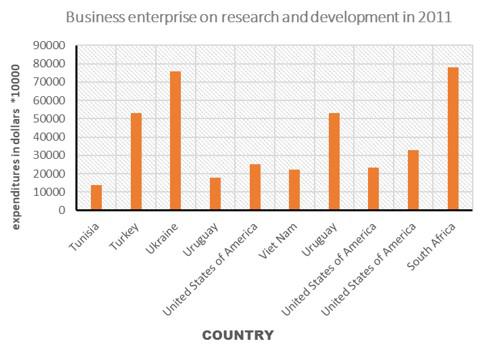 Business enterprise on research and development in 2011
expenditures in dollars *10000
90000
80000
70000
60000
50000
40000
30000
20000
10000
0
Tunisia
Turkey
Ukraine
Uruguay
United States of America
Viet Nam
Uruguay
United States of America
United States of America
South Africa
COUNTRY